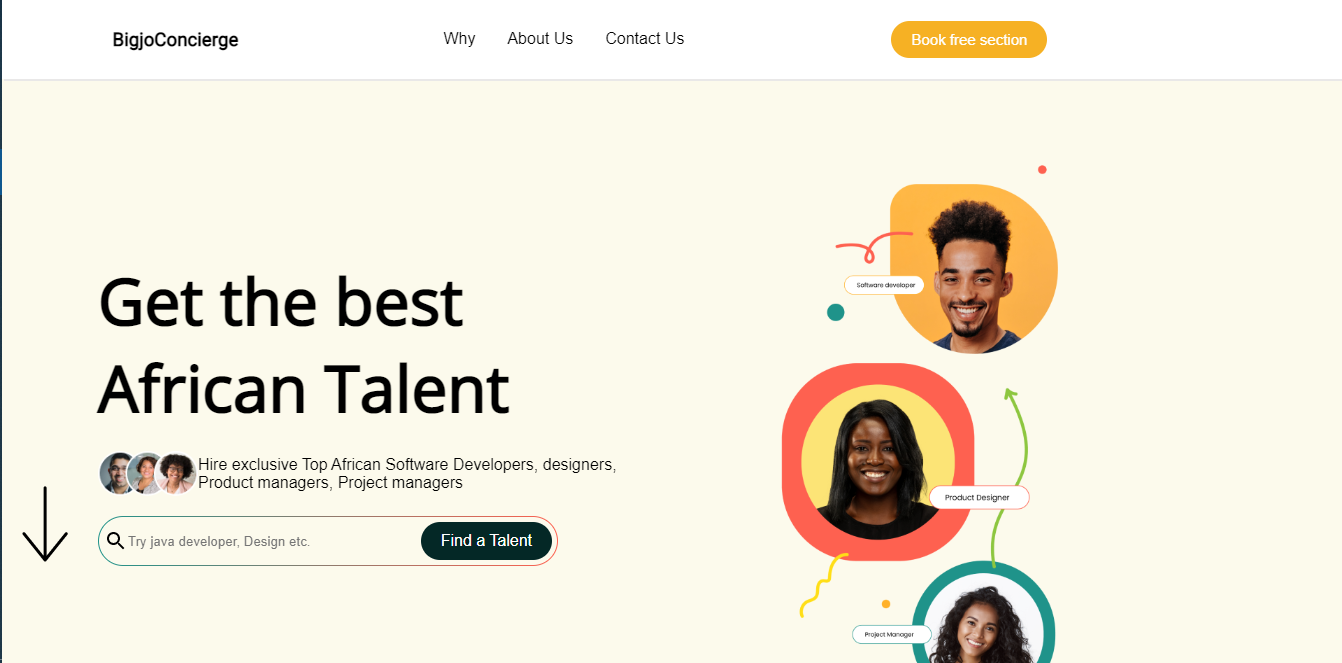 BigjoConcierge
Why
About Us
Contact Us
Book free section
Get the best
African Talent
Hire exclusive Top African Software Developers, designers,
Product managers, Project managers
Try java developer, Design etc.
Find a Talent
Software developer
Product Designer
Project Manager